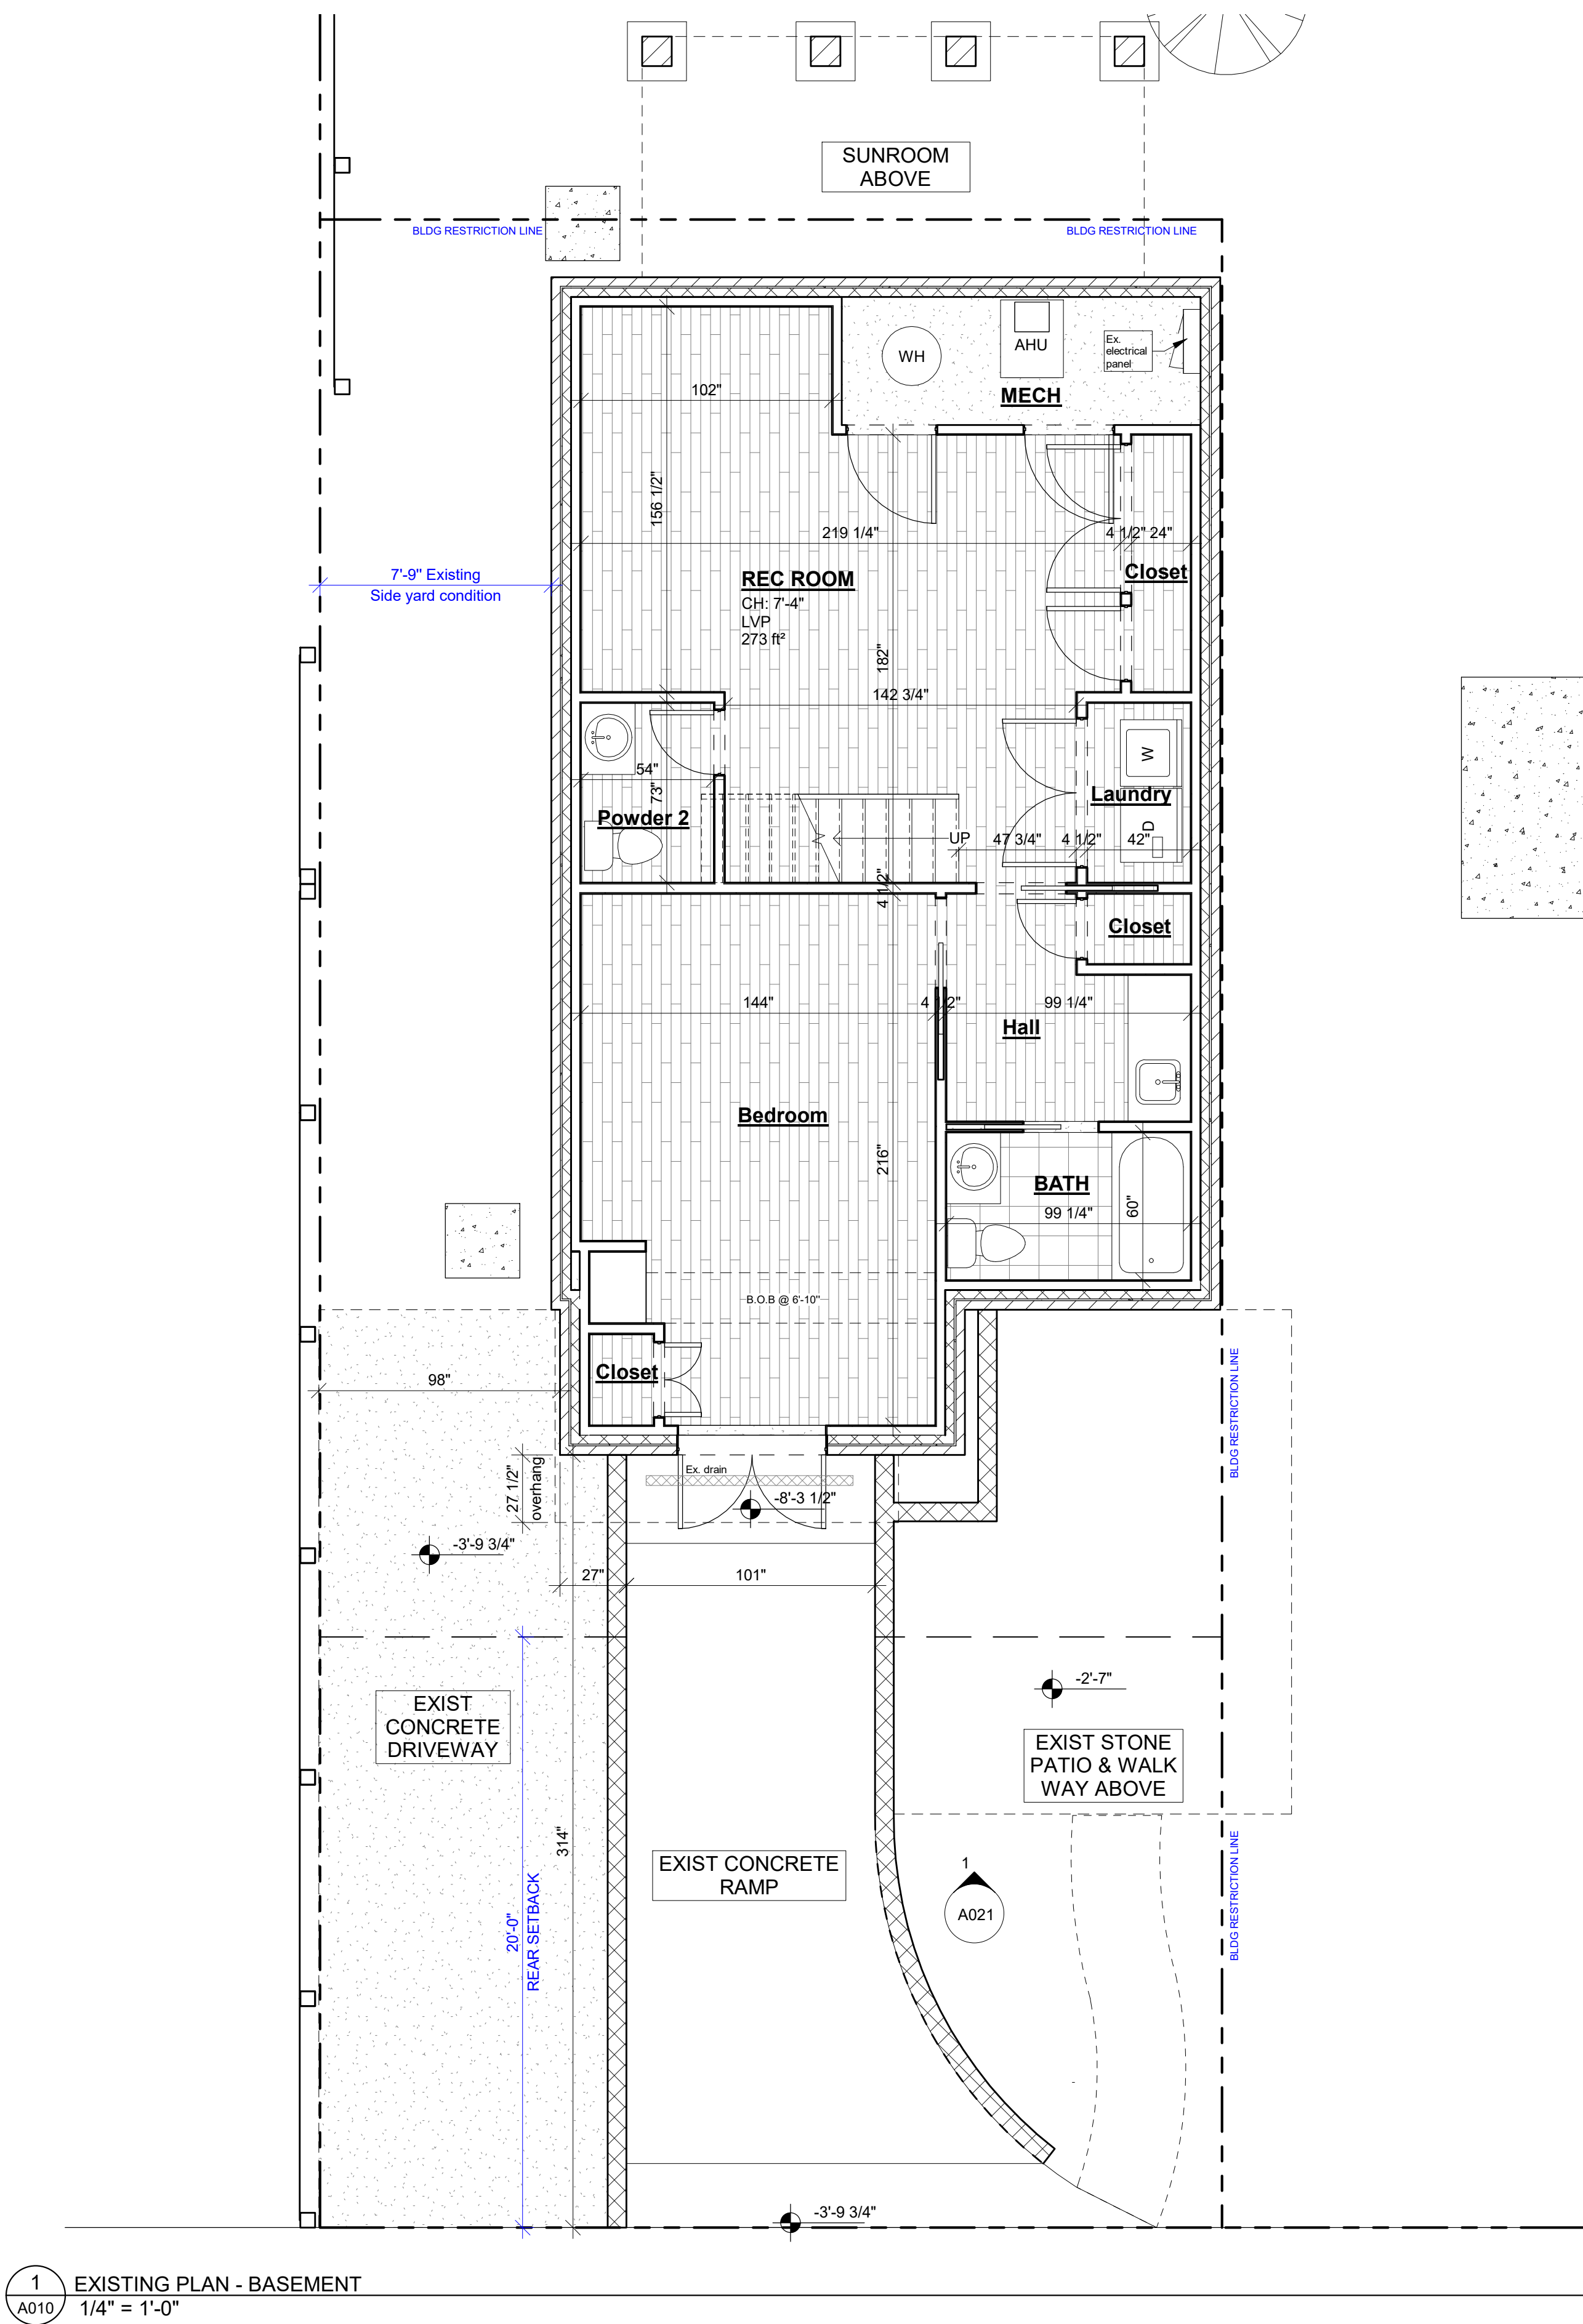 SUNROOM
ABOVE
BLDG RESTRICTION LINE
BLDG RESTRICTION LINE
WH
AHU
Ex.
electrical
panel
MECH
102"
156 1/2"
219 1/4"
4 1/2"
24"
Closet
7'-9" Existing
Side yard condition
REC ROOM
CH: 7'-4"
LVP
273 ft²
182"
142 3/4"
W
54"
73"
Powder 2
Laundry
D
UP
47 3/4"
4 1/2"
42"
4 1/2"
Closet
144"
4 1/2"
99 1/4"
Hall
Bedroom
216"
BATH
99 1/4"
60"
B.O.B @ 6'-10"
Closet
98"
BLDG RESTRICTION LINE
27 1/2"
overhang
Ex. drain
-8'-3 1/2"
-3'-9 3/4"
27"
101"
-2'-7"
EXIST
CONCRETE
DRIVEWAY
EXIST STONE
PATIO & WALK
WAY ABOVE
314"
20'-0"
REAR SETBACK
EXIST CONCRETE
RAMP
1
A021
BLDG RESTRICTION LINE
-3'-9 3/4"
1
A010
EXISTING PLAN - BASEMENT
1/4" = 1'-0"